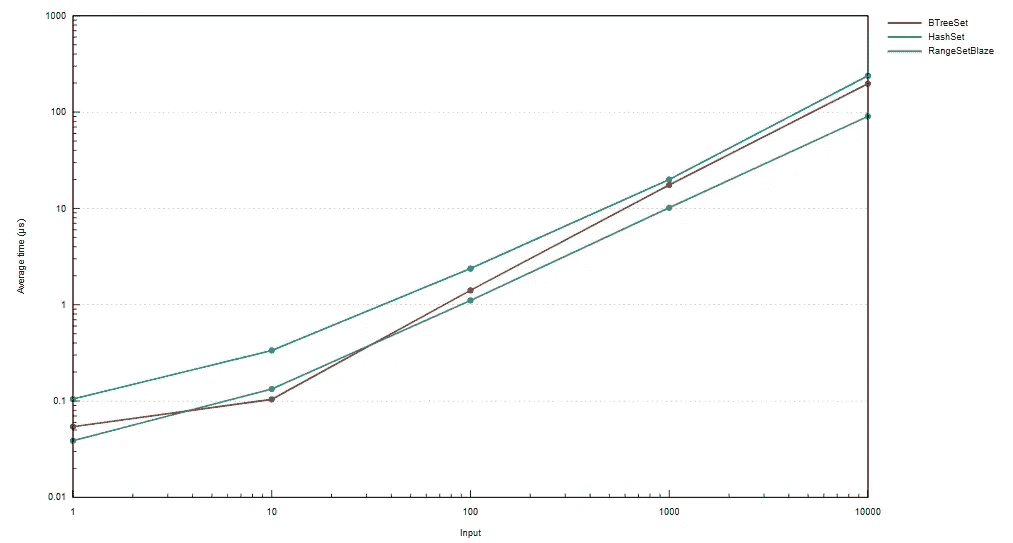 1000
BTreeSet
HashSet
RangeSetBlaze
100
10
Average time (µs)
1
0.1
0.01
1 10 100 1000 10000
Input